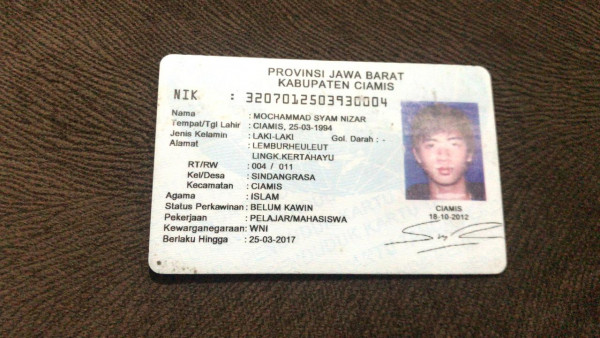 PROVINSI JAWA BARAT
KABUPATEN CIAMIS
NIK : 3207012503930004
Nama : MOCHAMMAD SYAM NIZAR
Tempat/Tgl Lahir : CIAMIS, 25-03-1994
Jenis Kelamin : LAKI-LAKI Gol. Darah : -
Alamat : LEMBURHEULEUT
LINGK.KERTAHAYU
RT/RW : 004 / 011
Kel/Desa : SINDANGRASA
Kecamatan : CIAMIS
Agama : ISLAM
Status Perkawinan : BELUM KAWIN
Pekerjaan : PELAJAR/MAHASISWA
Kewarganegaraan : WNI
Berlaku Hingga : 25-03-2017
CIAMIS
18-10-2012